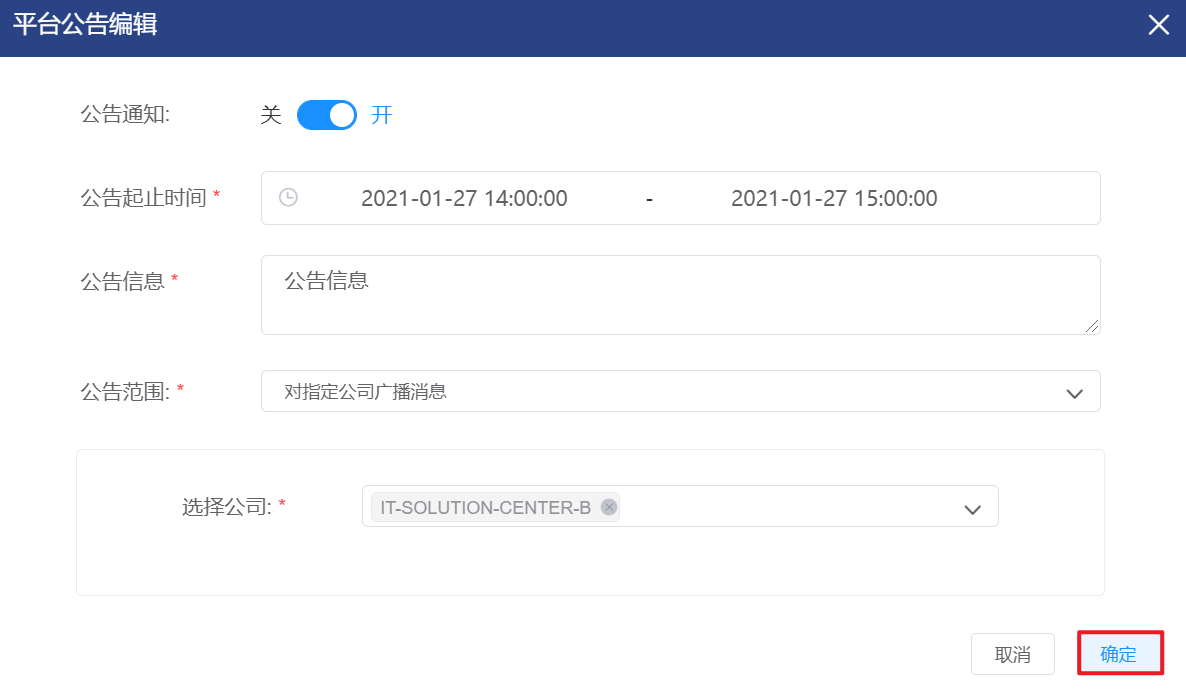 平台公告编辑
公告通知: 关 开
公告起止时间 * 2021-01-27 14:00:00 - 2021-01-27 15:00:00
公告信息 * 公告信息
公告范围: * 对指定公司广播消息
选择公司: * IT-SOLUTION-CENTER-B
取消 确定